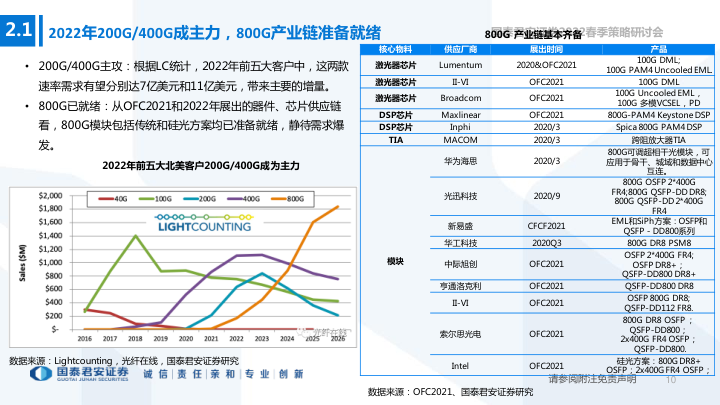 2.1
2022年200G/400G成主力，800G产业链准备就绪
国泰君安证券2022春季策略研讨会
• 200G/400G主攻：根据LC统计，2022年前五大客户中，这两款
速率需求有望分别达7亿美元和11亿美元，带来主要的增量。
• 800G已就绪：从OFC2021和2022年展出的器件、芯片供应链
看，800G模块包括传统和硅光方案均已准备就绪，静待需求爆
发。
2022年前五大北美客户200G/400G成为主力
40G 100G 200G 400G 800G
LIGHTCOUNTING
Sales ($M)
$2,000
$1,800
$1,600
$1,400
$1,200
$1,000
$800
$600
$400
$200
$-
2016 2017 2018 2019 2020 2021 2022 2023 2024 2025 2026
光纤在线
数据来源：Lightcounting，光纤在线，国泰君安证券研究
800G 产业链基本齐备
核心物料 供应厂商 展出时间 产品
激光器芯片 Lumentum 2020&OFC2021 100G DML;
100G PAM4 Uncooled EML
激光器芯片 II-VI OFC2021 100G DML
激光器芯片 Broadcom OFC2021 100G Uncooled EML，
100G 多模VCSEL，PD
DSP芯片 Maxlinear OFC2021 800G-PAM4 Keystone DSP
DSP芯片 Inphi 2020/3 Spica 800G PAM4 DSP
TIA MACOM 2020/3 跨阻放大器TIA
模块
华为海思 2020/3 800G可调超相干光模块，可
应用于骨干、城域和数据中心
互连。
光迅科技 2020/9 800G OSFP 2*400G
FR4;800G QSFP-DD DR8;
800G QSFP-DD 2*400G
FR4
新易盛 CFCF2021 EML和SiPh方案：OSFP和
QSFP－DD800系列
华工科技 2020Q3 800G DR8 PSM8
中际旭创 OFC2021 OSFP 2*400G FR4;
OSFP DR8+；
QSFP-DD800 DR8+
亨通洛克利 OFC2021 QSFP-DD800 DR8
II-VI OFC2021 OSFP 800G DR8;
QSFP-DD112 FR8.
索尔思光电 OFC2021 800G DR8 OSFP；
QSFP-DD800；
2x400G FR4 OSFP；
QSFP-DD800.
Intel OFC2021 硅光方案：800G DR8+
OSFP；2x400G FR4 OSFP；
国泰君安证券
GUOTAI JUNAN SECURITIES
诚信|责任|亲和|专业|创新
请参阅附注免责声明 10
数据来源：OFC2021、国泰君安证券研究